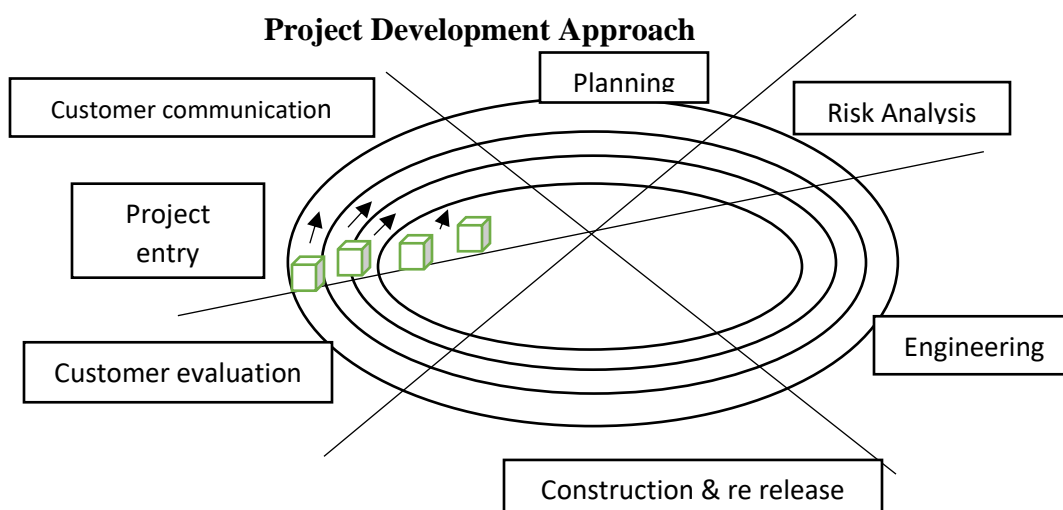 Project Development Approach
Planning
Customer communication
Risk Analysis
Project
entry
Engineering
Customer evaluation
Construction & re release